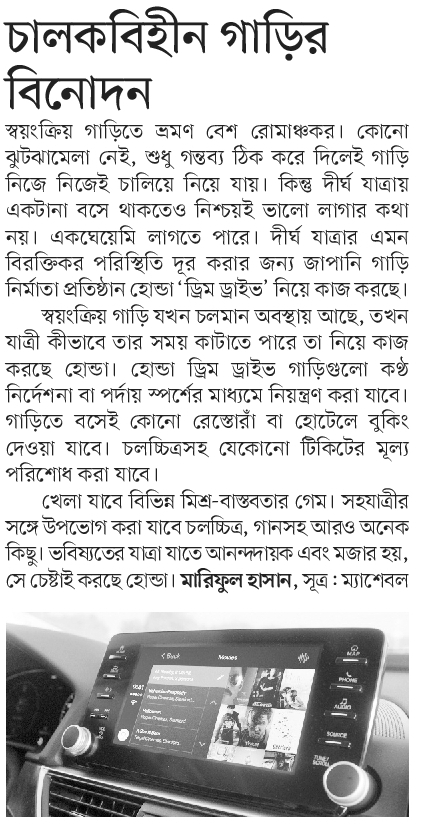 চালকবিহীন গাড়ির
বিনোদন
স্বয়ংক্রিয় গাড়িতে ভ্রমণ বেশ রোমাঞ্চকর। কোনো
ঝুটঝামেলা নেই, শুধু গন্তব্য ঠিক করে দিলেই গাড়ি
নিজে নিজেই চালিয়ে নিয়ে যায়। কিন্তু দীর্ঘ যাত্রায়
একটানা বসে থাকতেও নিশ্চয়ই ভালো লাগার কথা
নয়। একঘেয়েমি লাগতে পারে। দীর্ঘ যাত্রার এমন
বিরক্তিকর পরিস্থিতি দূর করার জন্য জাপানি গাড়ি
নির্মাতা প্রতিষ্ঠান হোন্ডা ‘ড্রিম ড্রাইভ’ নিয়ে কাজ করছে।
স্বয়ংক্রিয় গাড়ি যখন চলমান অবস্থায় আছে, তখন
যাত্রী কীভাবে তার সময় কাটাতে পারে তা নিয়ে কাজ
করছে হোন্ডা। হোন্ডা ড্রিম ড্রাইভ গাড়িগুলো কণ্ঠ
নির্দেশনা বা পর্দায় স্পর্শের মাধ্যমে নিয়ন্ত্রণ করা যাবে।
গাড়িতে বসেই কোনো রেস্তোরাঁ বা হোটেলে বুকিং
দেওয়া যাবে। চলচ্চিত্রসহ যেকোনো টিকিটের মূল্য
পরিশোধ করা যাবে।
খেলা যাবে বিভিন্ন মিশ্র-বাস্তবতার গেম। সহযাত্রীর
সঙ্গে উপভোগ করা যাবে চলচ্চিত্র, গানসহ আরও অনেক
কিছু। ভবিষ্যতের যাত্রা যাতে আনন্দদায়ক এবং মজার হয়,
সে চেষ্টাই করছে হোন্ডা। মারিফুল হাসান, সূত্র : ম্যাশেবল
< Back Movies
MAP
PHONE
AUDIO
SOURCE
TUNE/
SCROLL